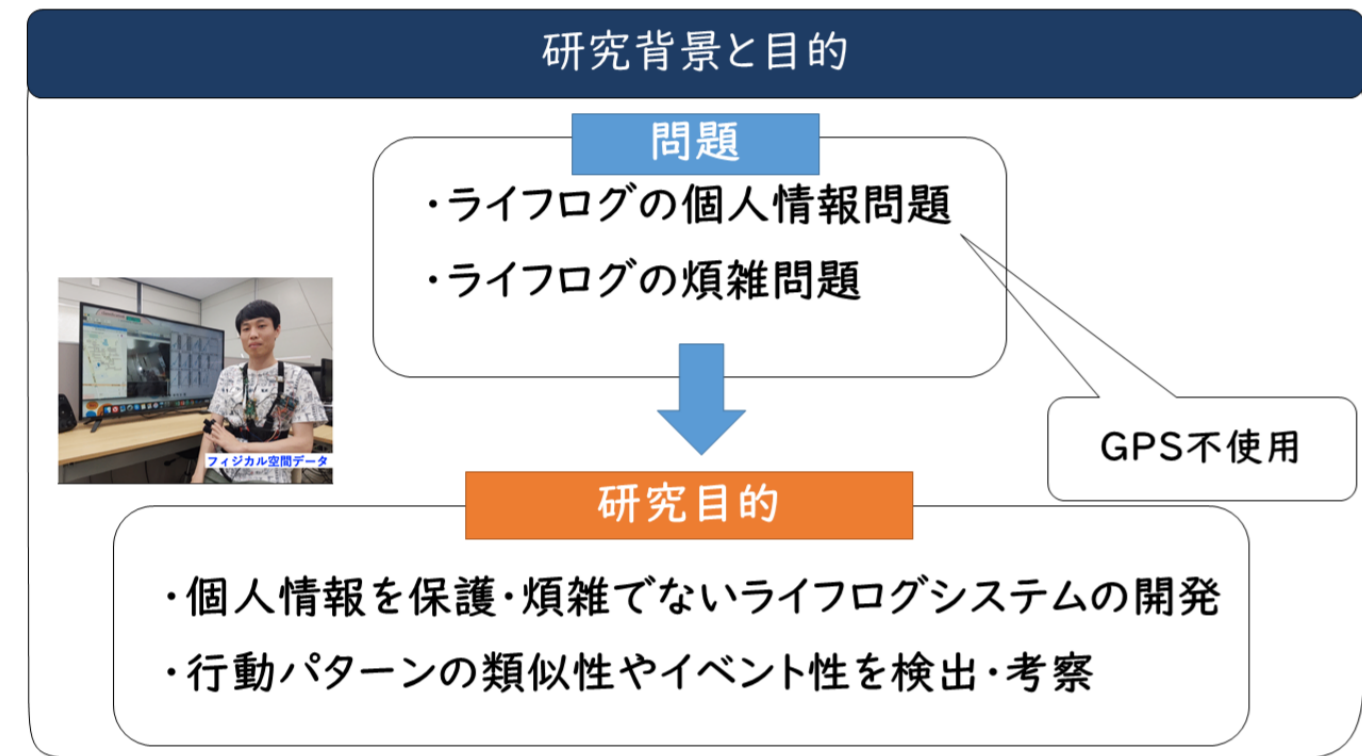 研究背景と目的
問題
・ライフログの個人情報問題
・ライフログの煩雑問題
フィジカル空間データ
GPS不使用
研究目的
・個人情報を保護・煩雑でないライフログシステムの開発
・行動パターンの類似性やイベント性を検出・考察